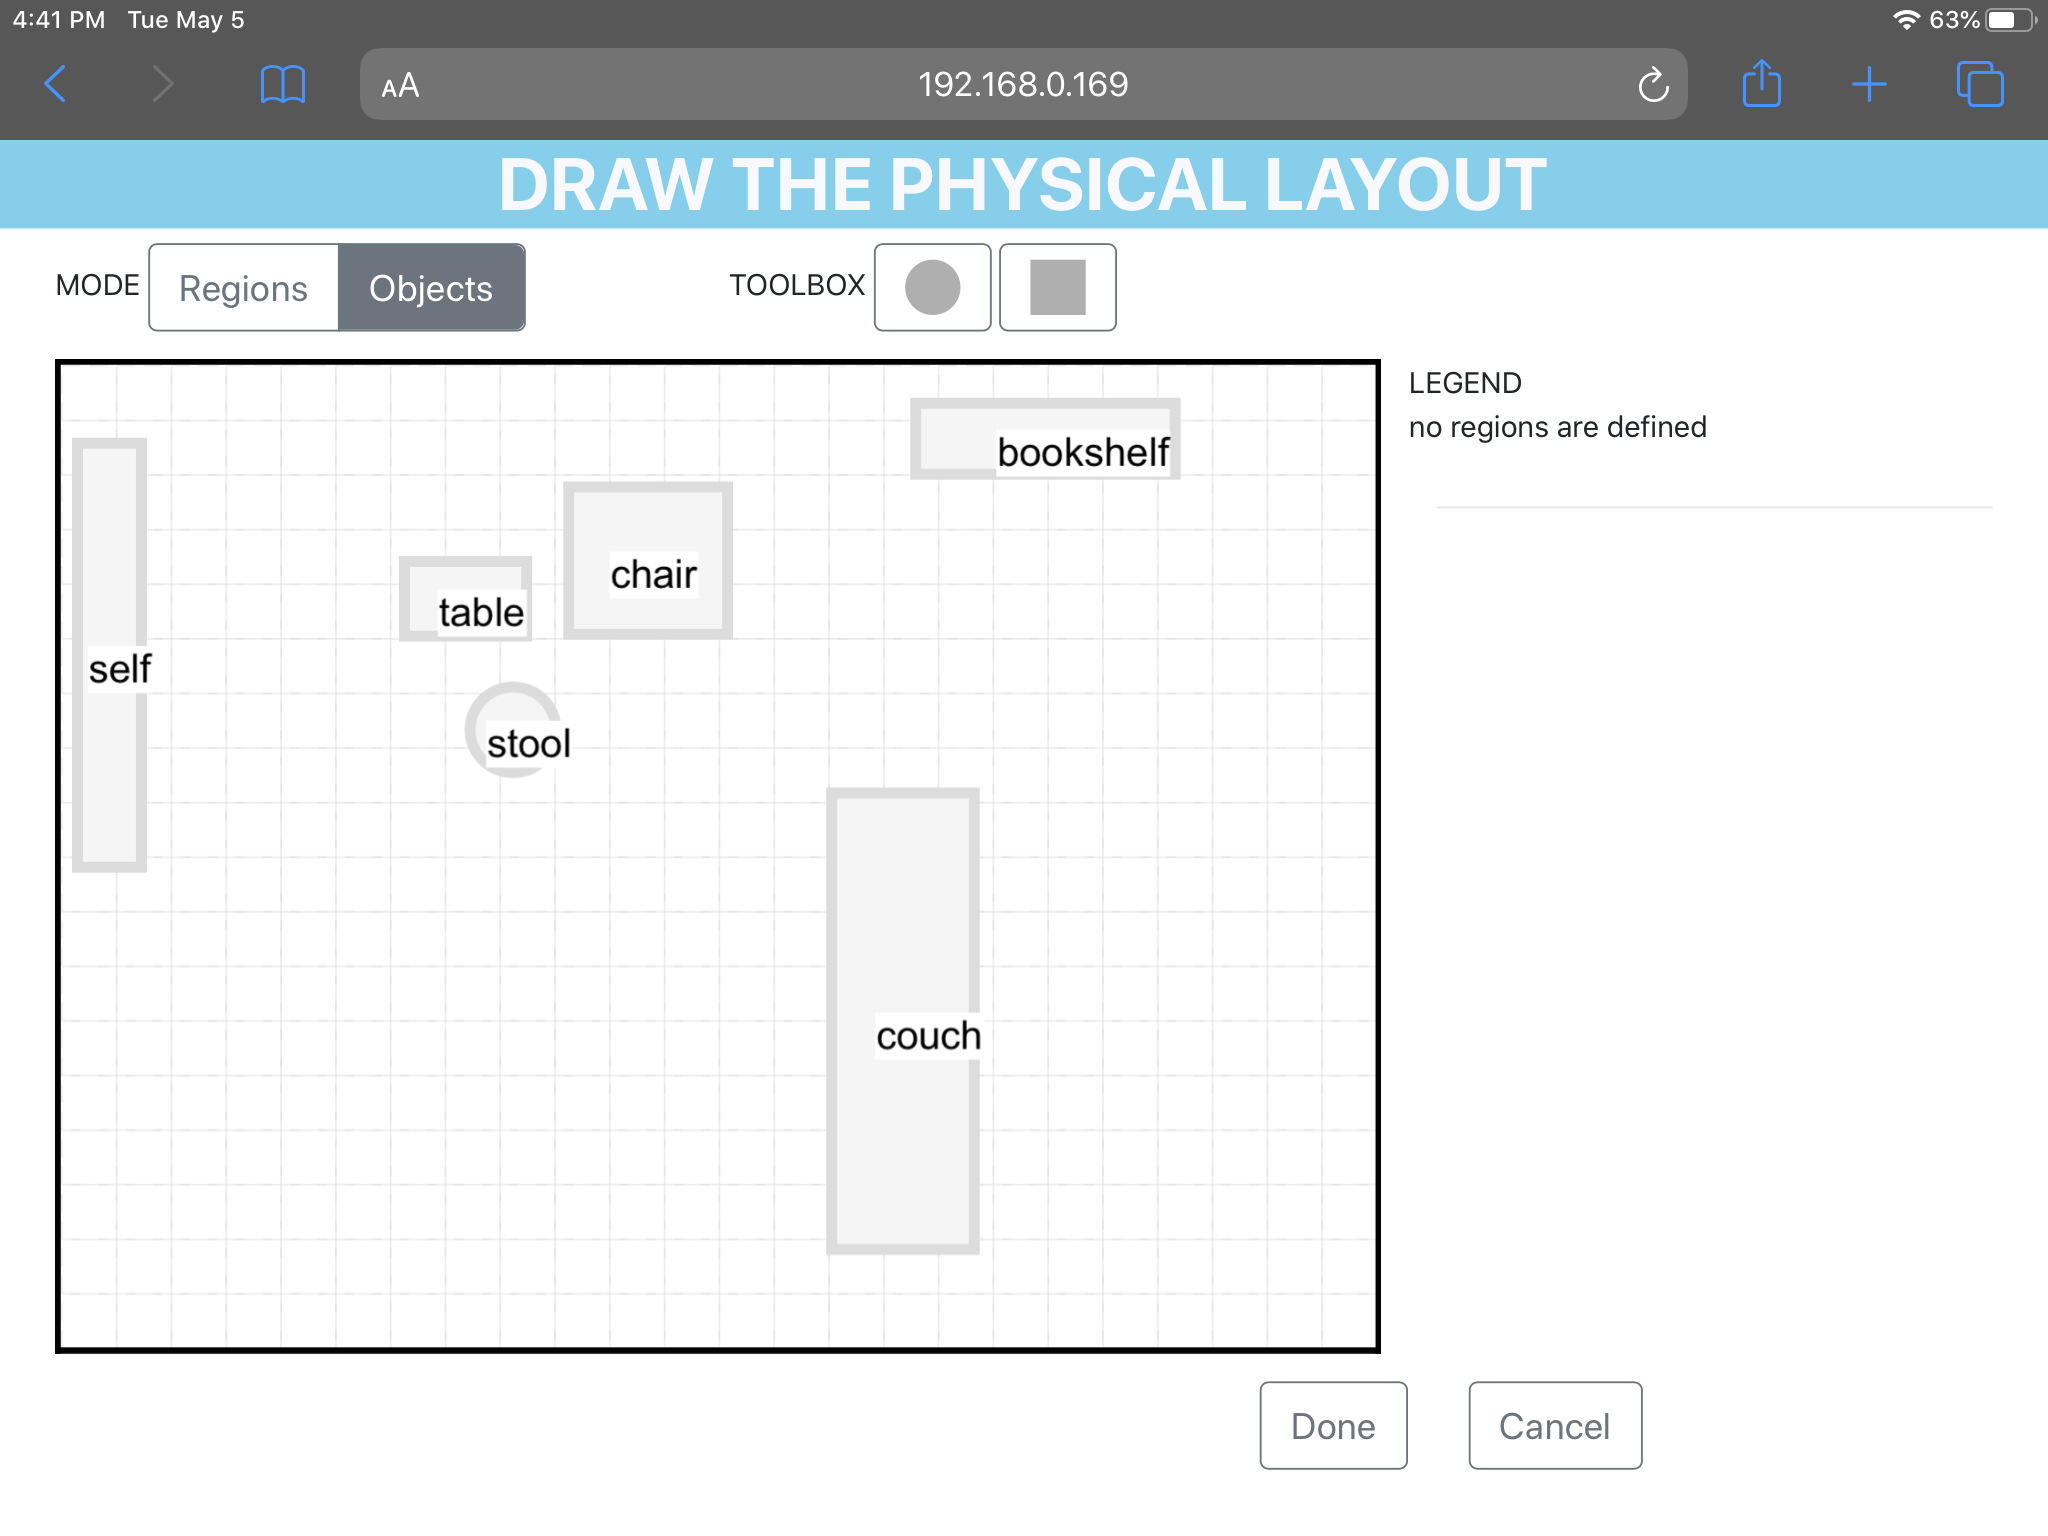 4:41 PM Tue May 5 63%
AA 192.168.0.169
DRAW THE PHYSICAL LAYOUT
MODE Regions Objects TOOLBOX
LEGEND
no regions are defined
bookshelf
chair
table
self
stool
couch
Done Cancel